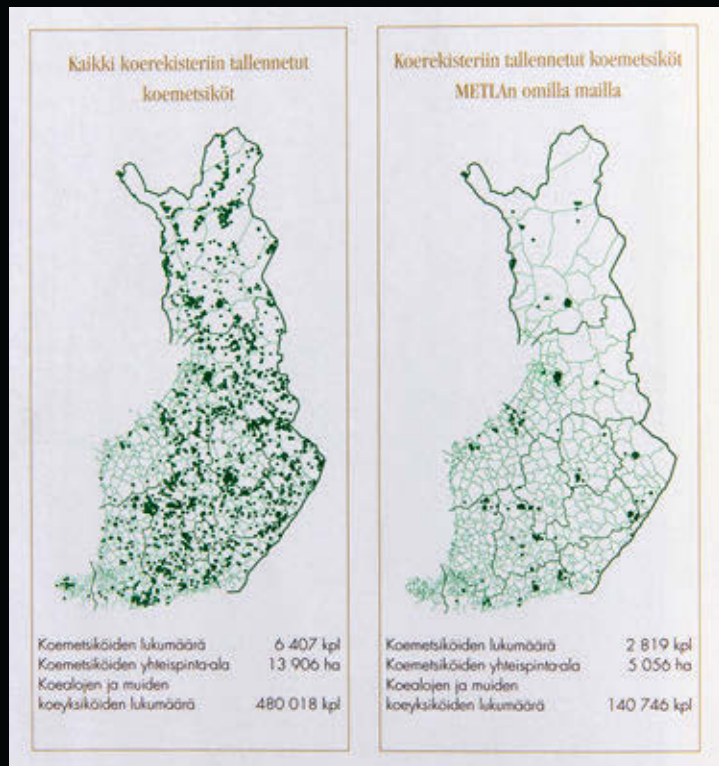 Kaikki koerekisteriin tallennetut
koemetsiköt
Koemetsiköiden lukumäärä 6 407 kpl
Koemetsiköiden yhteispinta-ala 13 906 ha
Koealojen ja muiden
koeyksiköiden lukumäärä 480 018 kpl
Koerekisteriin tallennetut koemetsiköt
METLAn omilla mailla
Koemetsiköiden lukumäärä 2 819 kpl
Koemetsiköiden yhteispinta-ala 5 056 ha
Koealojen ja muiden
koeyksiköiden lukumäärä 140 746 kpl